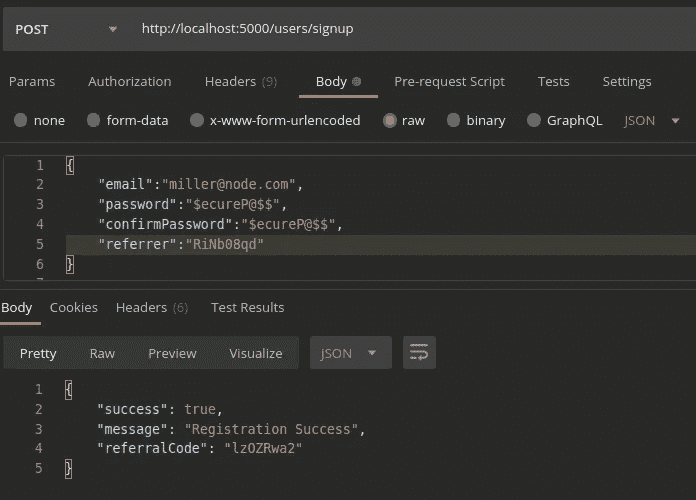 POST http://localhost:5000/users/signup
Params Authorization Headers (9) Body Pre-request Script Tests Settings
none form-data x-www-form-urlencoded raw binary GraphQL JSON
1 {
2 "email":"miller@node.com",
3 "password":"$ecureP@$$",
4 "confirmPassword":"$ecureP@$$",
5 "referrer":"RiNb08qd"
6 }
Body Cookies Headers (6) Test Results
Pretty Raw Preview Visualize JSON
1 {
2 "success": true,
3 "message": "Registration Success",
4 "referralCode": "lzOZRwa2"
5 }